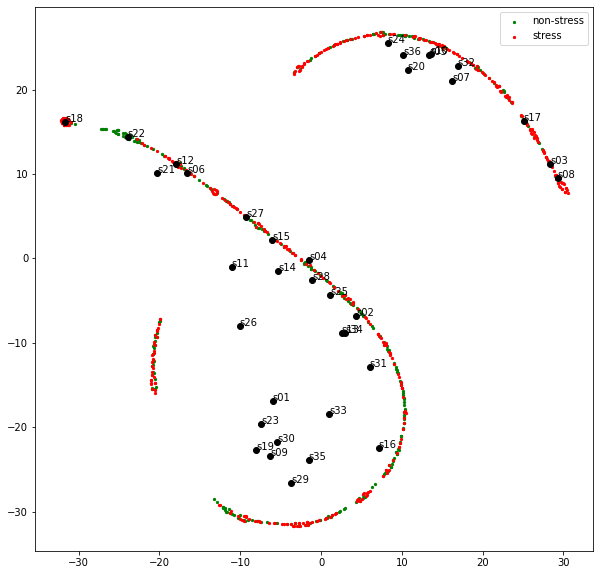 non-stress
stress
s24
s36
s32
s20
s07
s18
s17
s22
s12
s03
s21
s06
s08
s27
s15
s04
s11
s14
s28
s25
s02
s26
s34
s31
s01
s33
s23
s30
s16
s19
s09
s35
s29
20
10
0
−10
−20
−30
−30
−20
−10
0
10
20
30